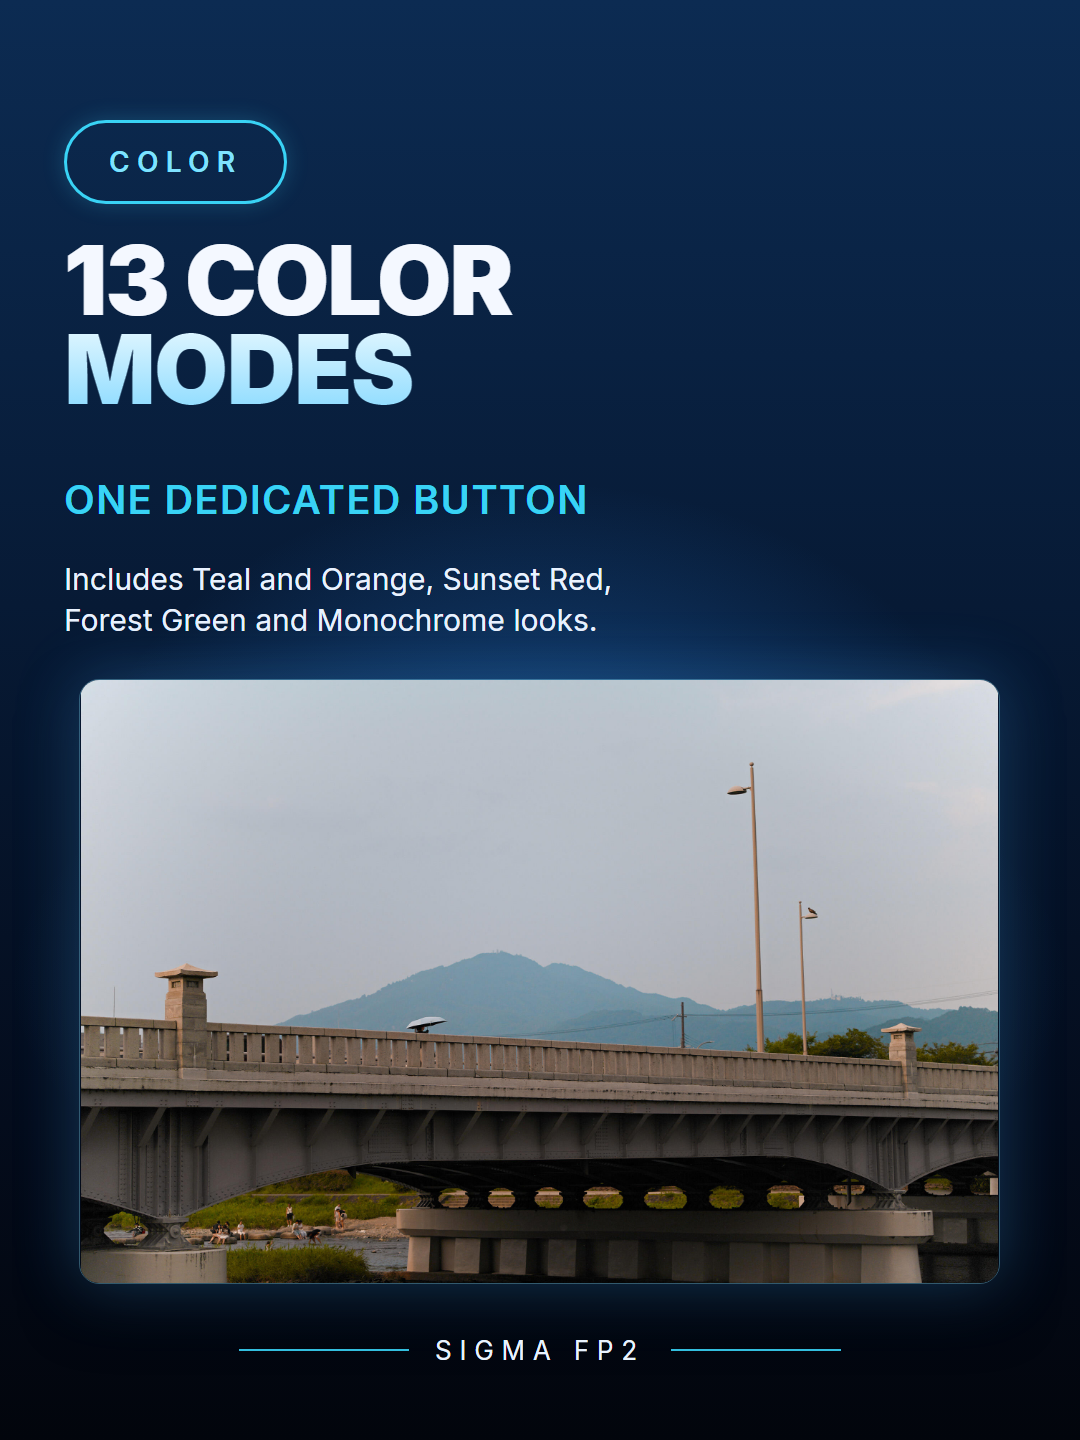 COLOR
13 COLOR
MODES
ONE DEDICATED BUTTON
Includes Teal and Orange, Sunset Red,
Forest Green and Monochrome looks.
SIGMA FP2